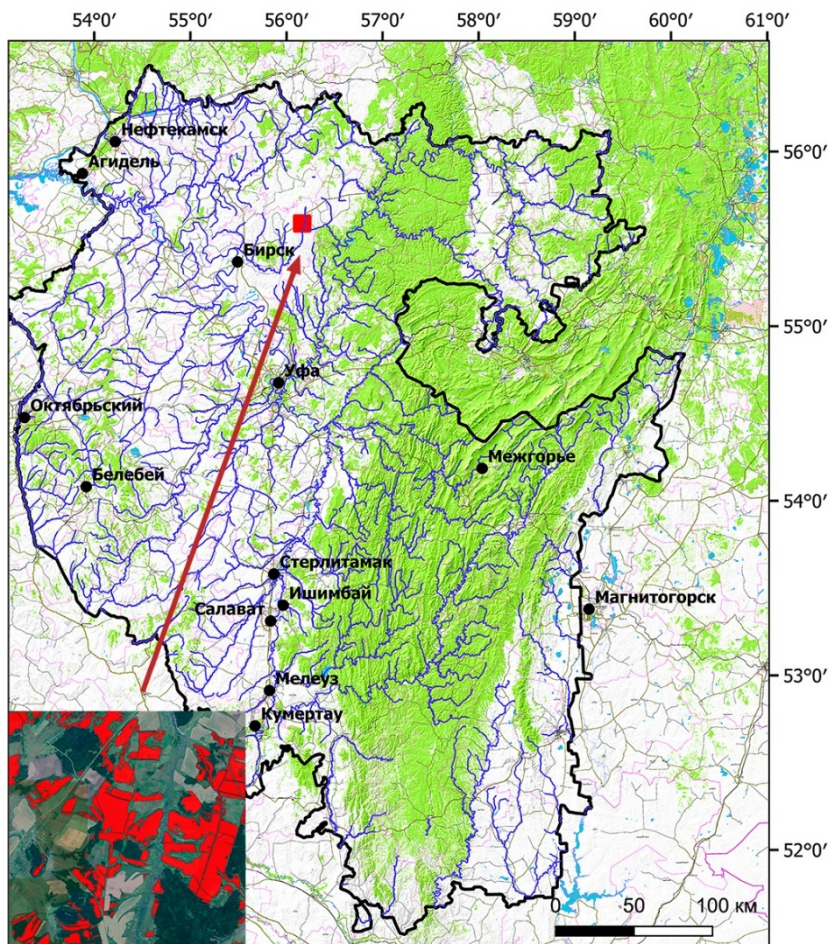 54°0′ 55°0′ 56°0′ 57°0′ 58°0′ 59°0′ 60°0′ 61°0′
Нефтекамск
56°0′
Агидель
Бирск
55°0′
Уфа
Октябрьский
Межгорье
Белебей
54°0′
Стерлитамак
Ишимбай
Магнитогорск
Салават
53°0′
Мелеуз
Кумертау
52°0′
0 50 100 км